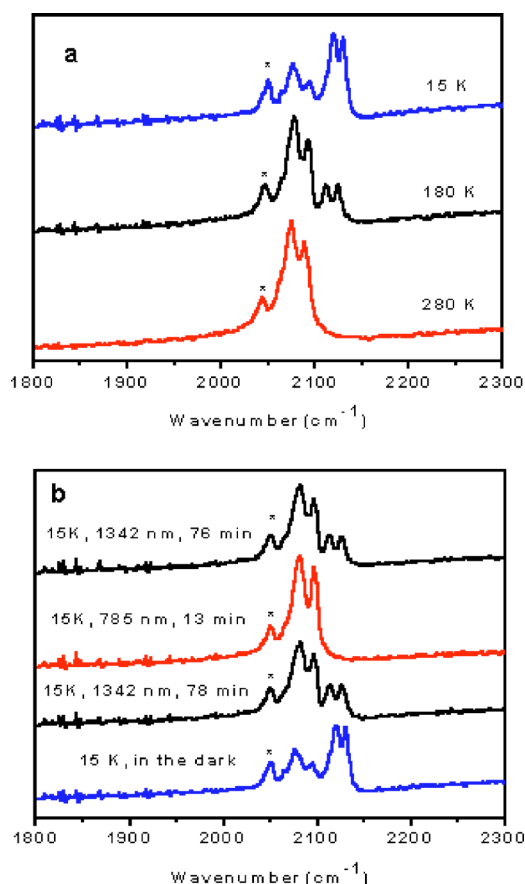 a
*
15 K
*
180 K
*
280 K
1800 1900 2000 2100 2200 2300
Wavenumber (cm⁻¹)
b
*
15K, 1342 nm, 76 min
*
15K, 785 nm, 13 min
*
15K, 1342 nm, 78 min
*
15 K, in the dark
1800 1900 2000 2100 2200 2300
Wavenumber (cm⁻¹)